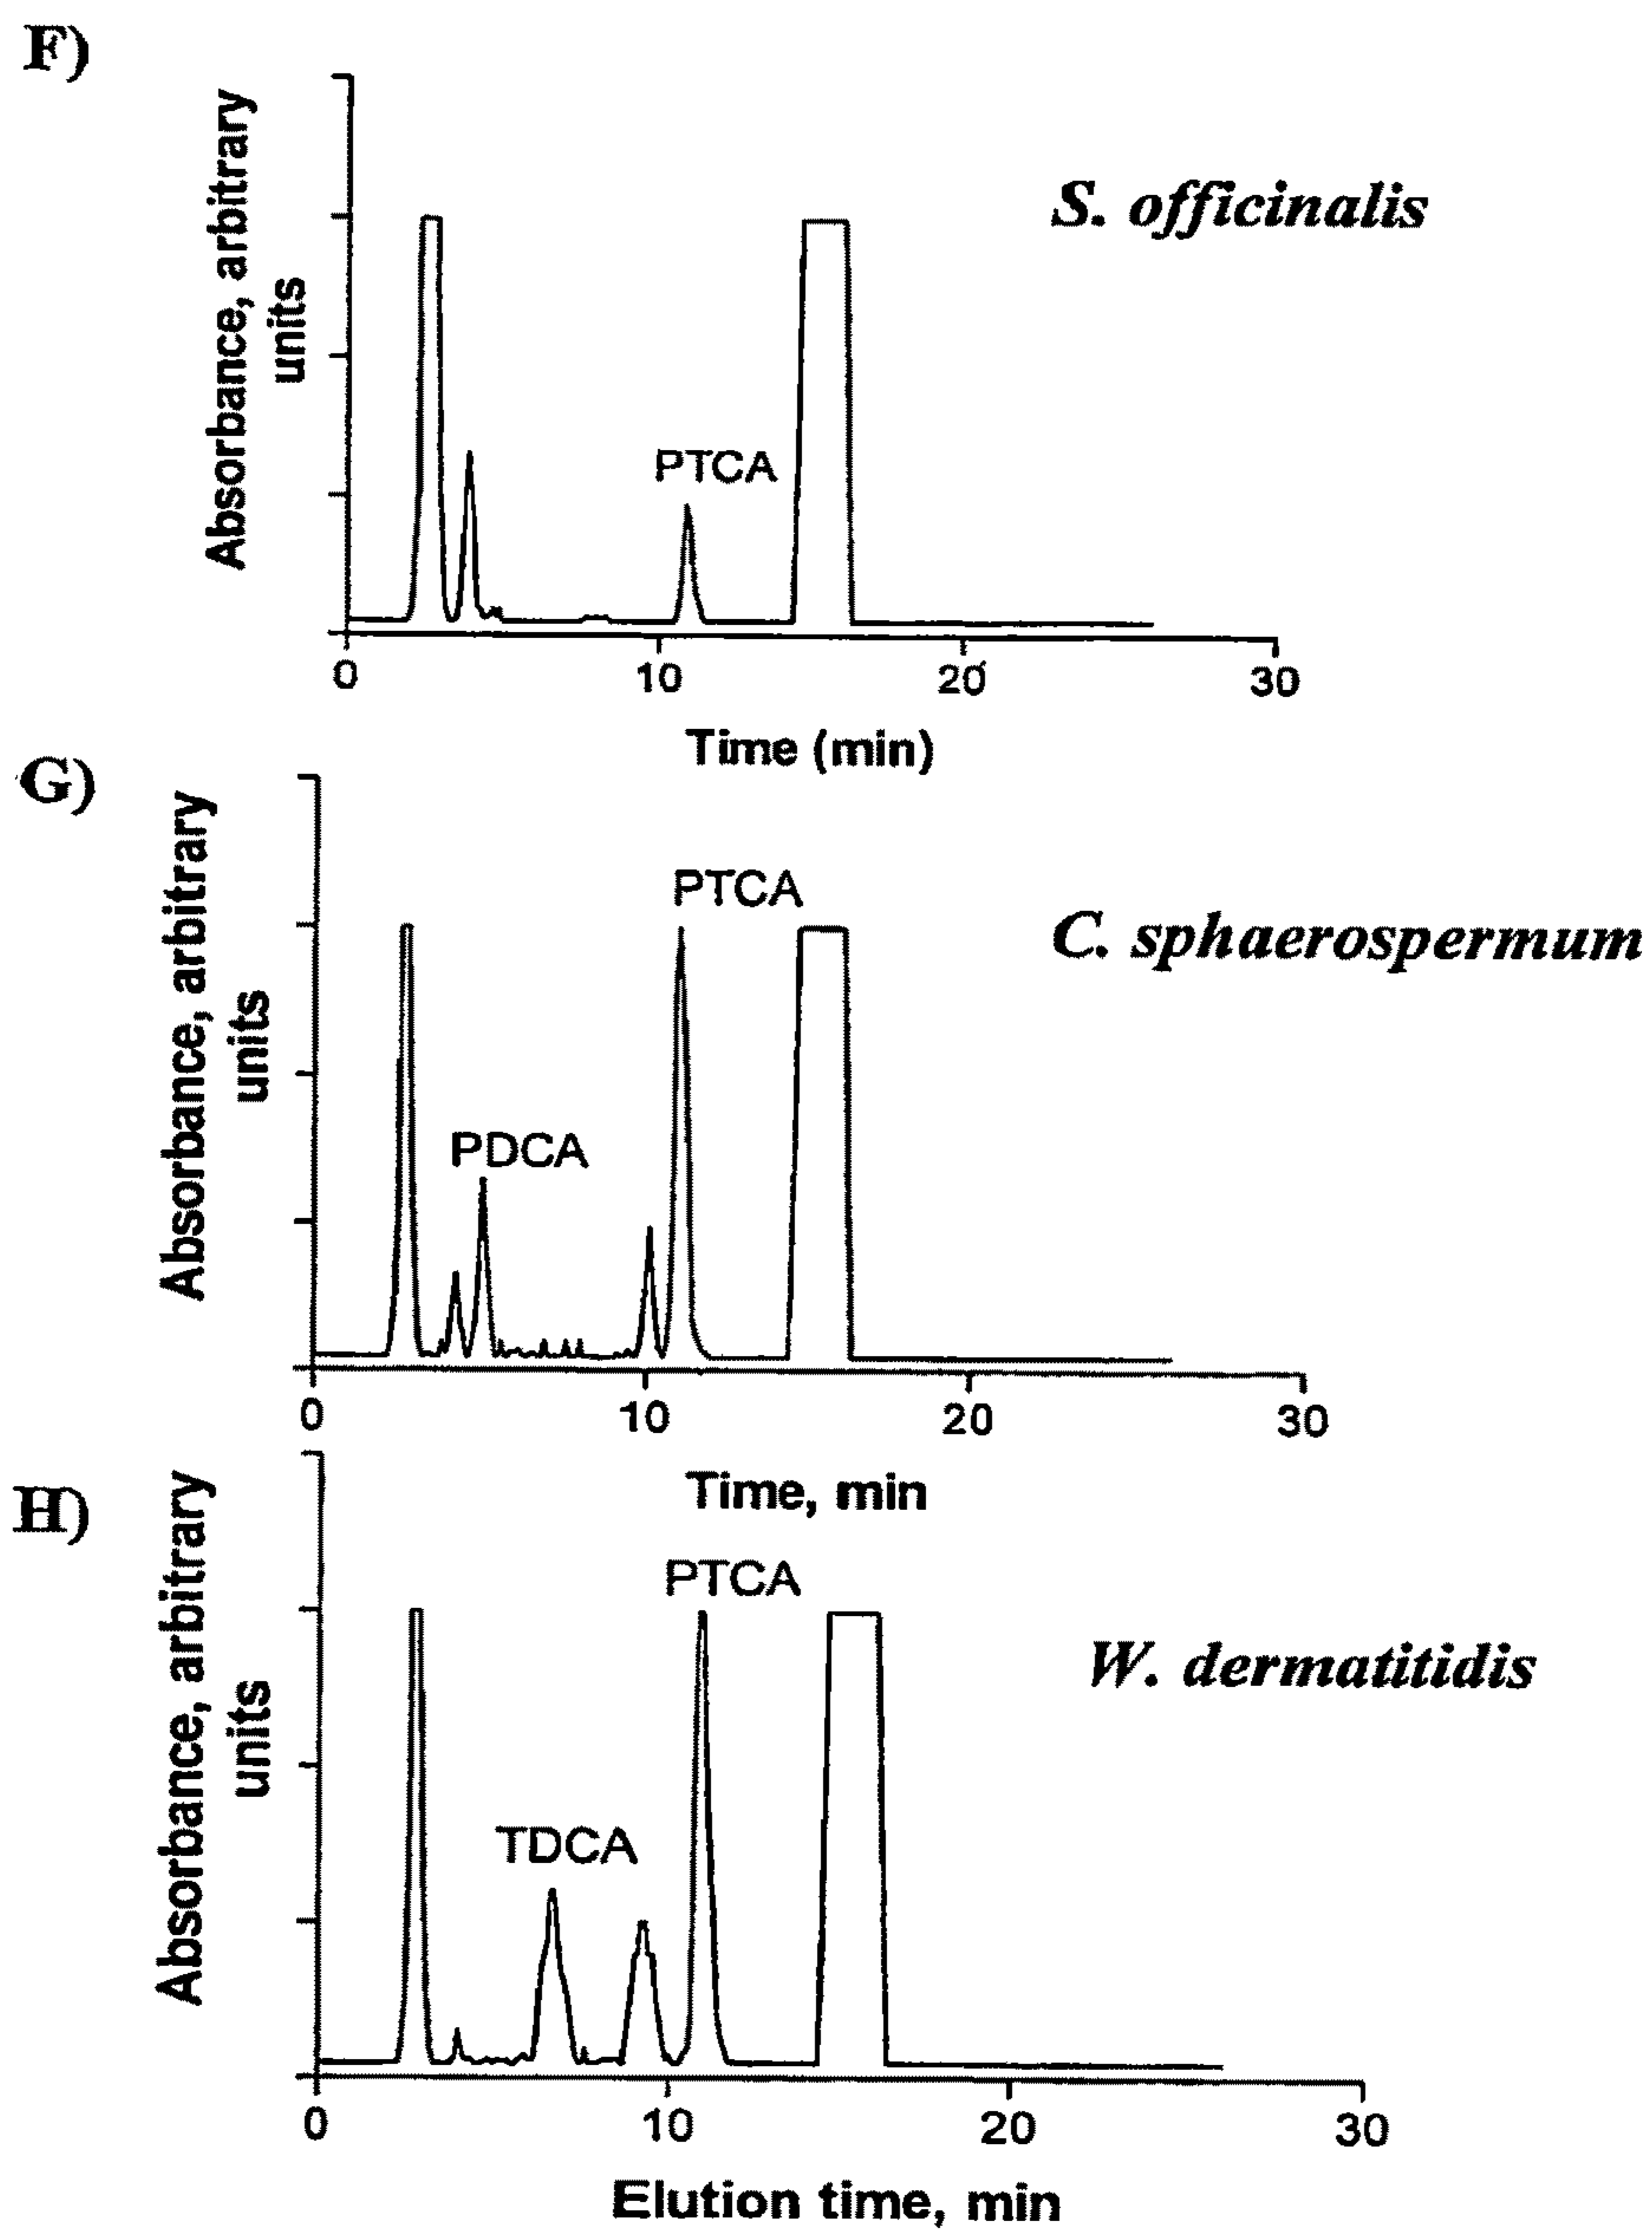 F)
Absorbance, arbitrary
units
S. officinalis
PTCA
0 10 20 30
Time (min)
G)
Absorbance, arbitrary
units
PTCA
C. sphaerospermum
PDCA
0 10 20 30
Time, min
H)
Absorbance, arbitrary
units
PTCA
W. dermatitidis
TDCA
0 10 20 30
Elution time, min